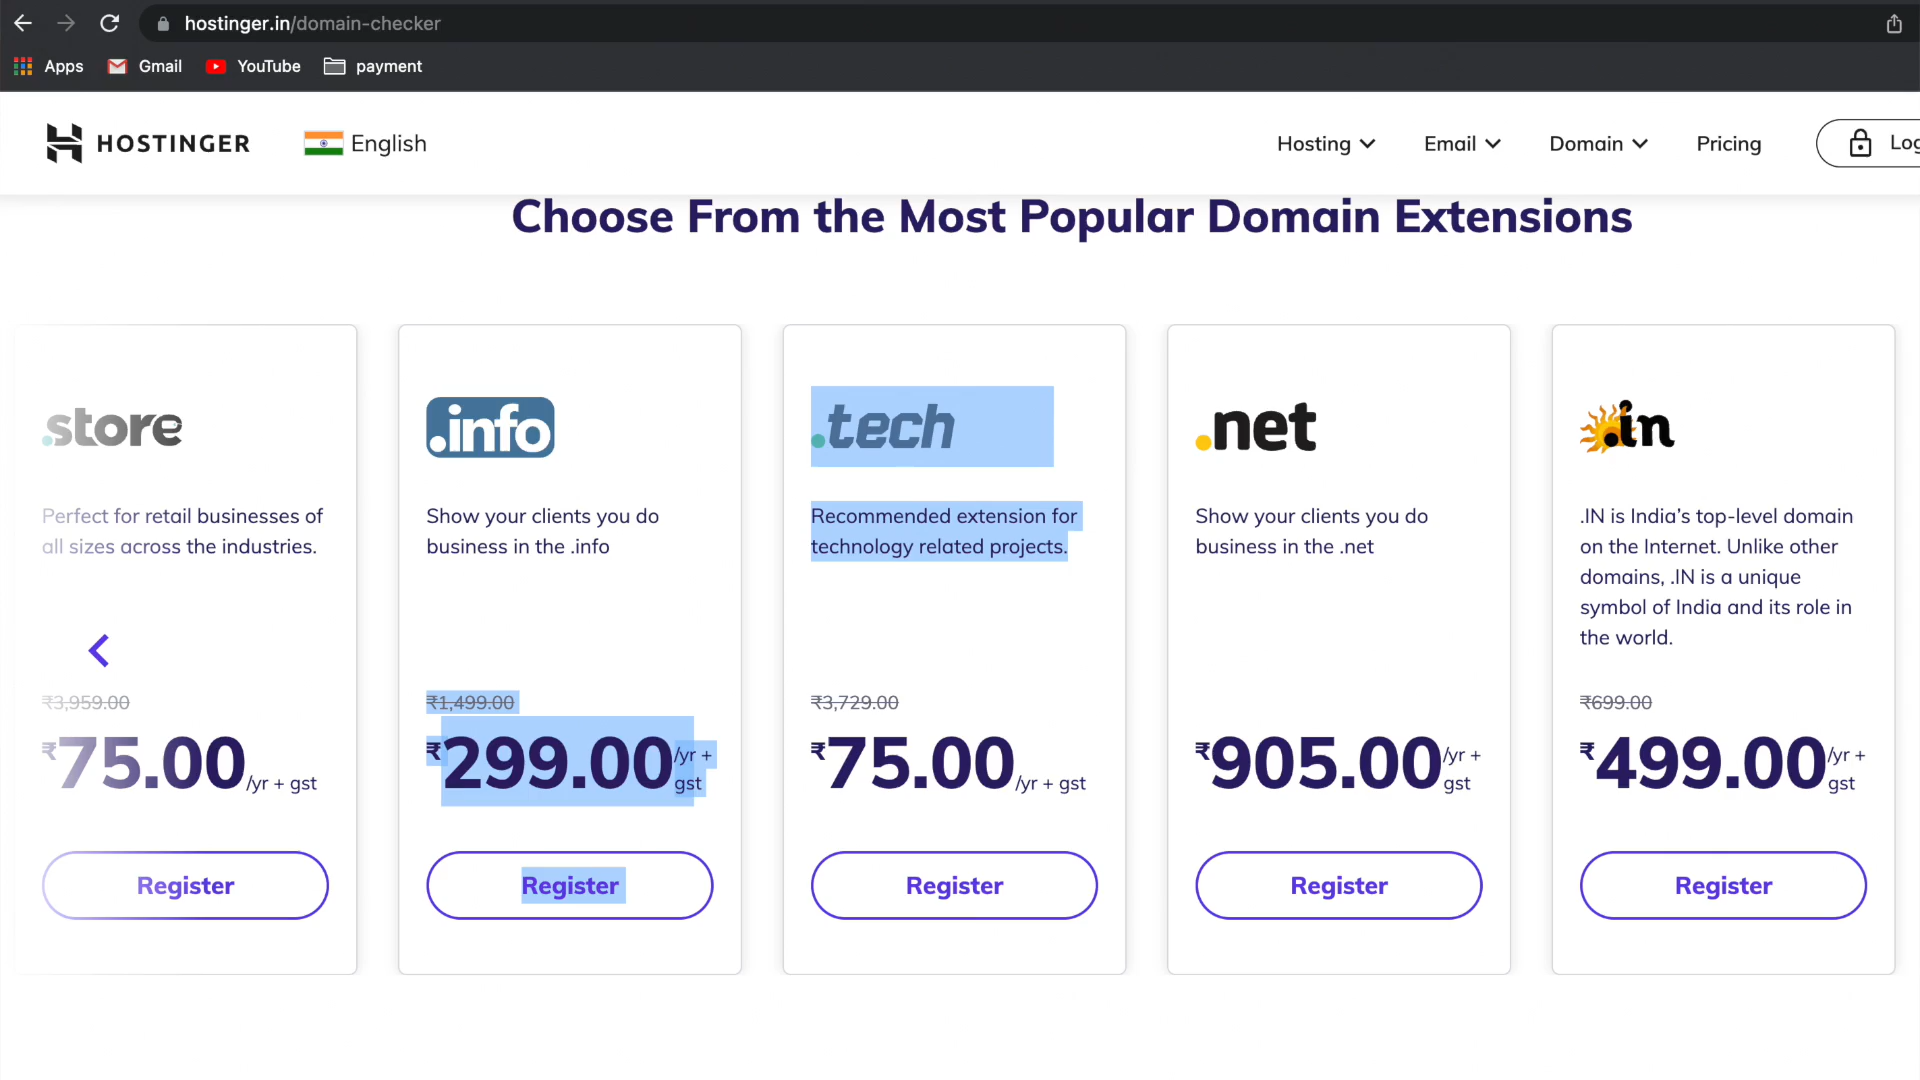 hostinger.in/domain-checker
Apps Gmail YouTube payment
HOSTINGER English Hosting Email Domain Pricing Log
Choose From the Most Popular Domain Extensions
.store
Perfect for retail businesses of
all sizes across the industries.
₹3,959.00
₹75.00/yr + gst
Register
.info
Show your clients you do
business in the .info
₹1,499.00
₹299.00/yr +
gst
Register
.tech
Recommended extension for
technology related projects.
₹3,729.00
₹75.00/yr + gst
Register
.net
Show your clients you do
business in the .net
₹905.00/yr +
gst
Register
.in
.IN is India’s top-level domain
on the Internet. Unlike other
domains, .IN is a unique
symbol of India and its role in
the world.
₹699.00
₹499.00/yr +
gst
Register